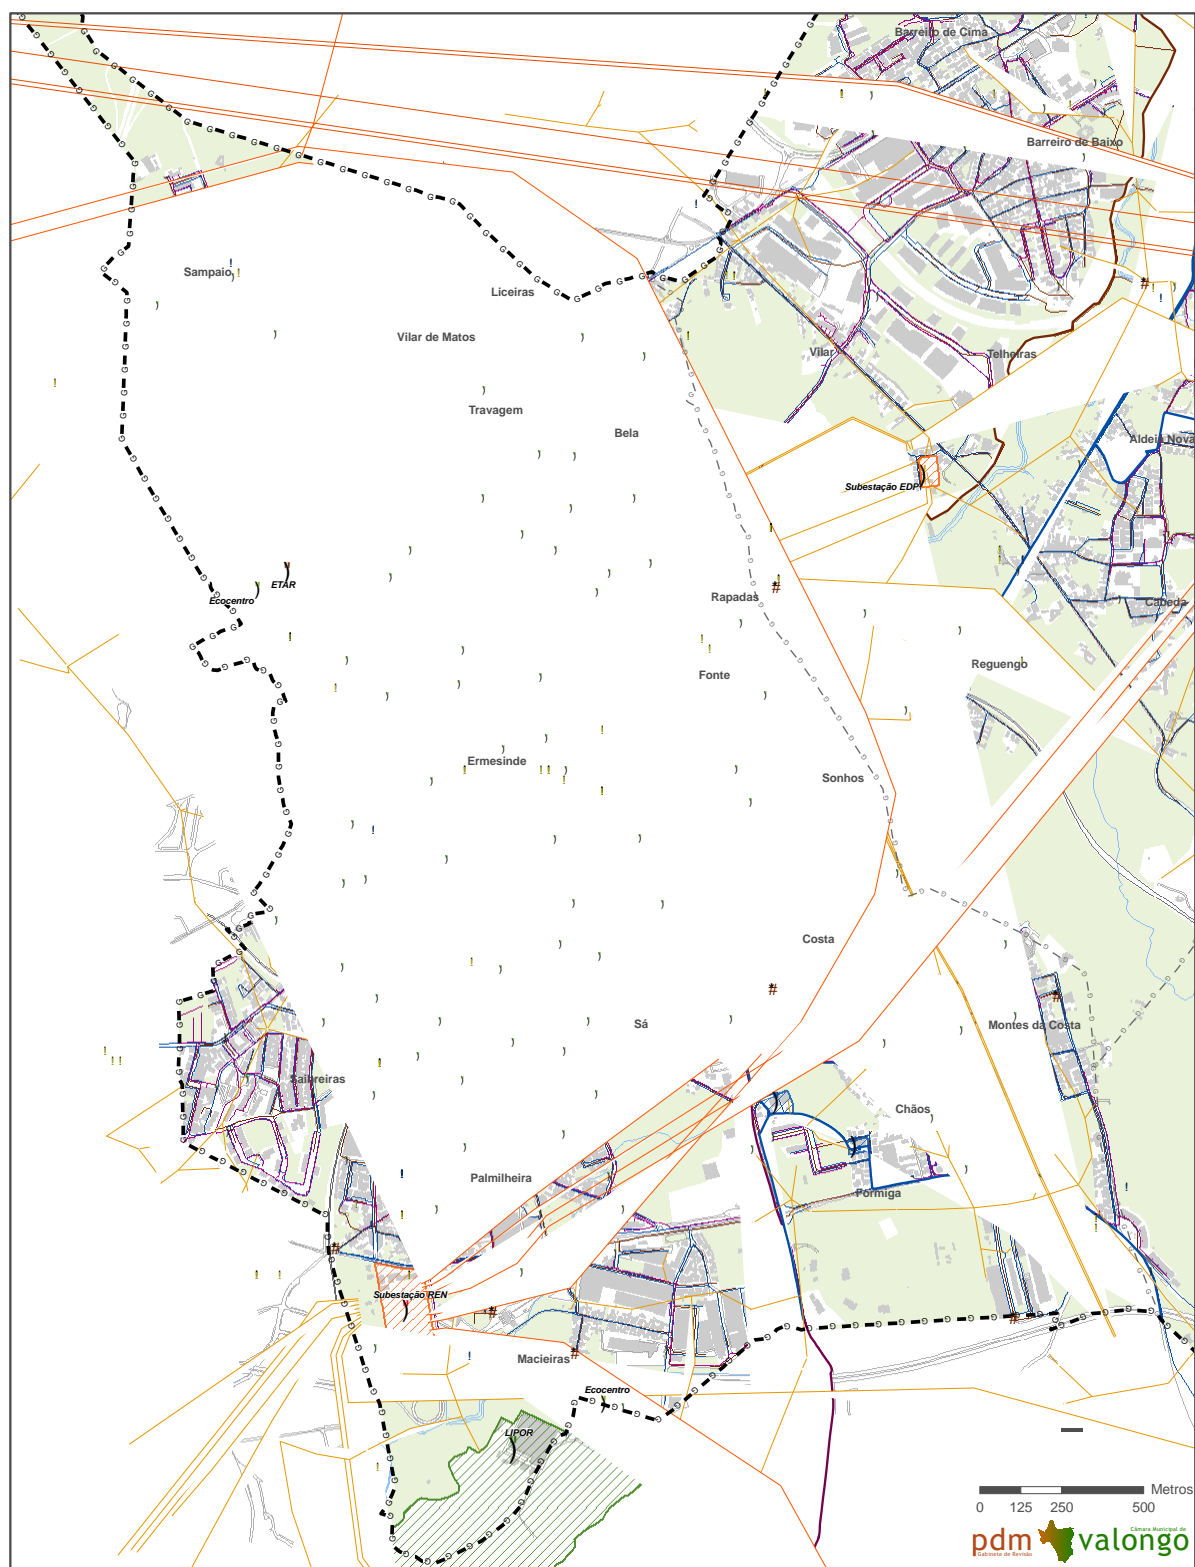 Barreiro de Cima
Barreiro de Baixo
Sampaio
Liceiras
Vilar de Matos
Vilar
Telheiras
Travagem
Bela
Aldeia Nova
Subestação EDP
ETAR
Ecocentro
Rapadas
Cabeda
Reguengo
Fonte
Ermesinde
Sonhos
Costa
Sá
Montes da Costa
Saibreiras
Chãos
Palmilheira
Formiga
Subestação REN
Macieiras
Ecocentro
LIPOR
Metros
0 125 250 500
pdm
Gabinete de Revisão
Câmara Municipal de
valongo